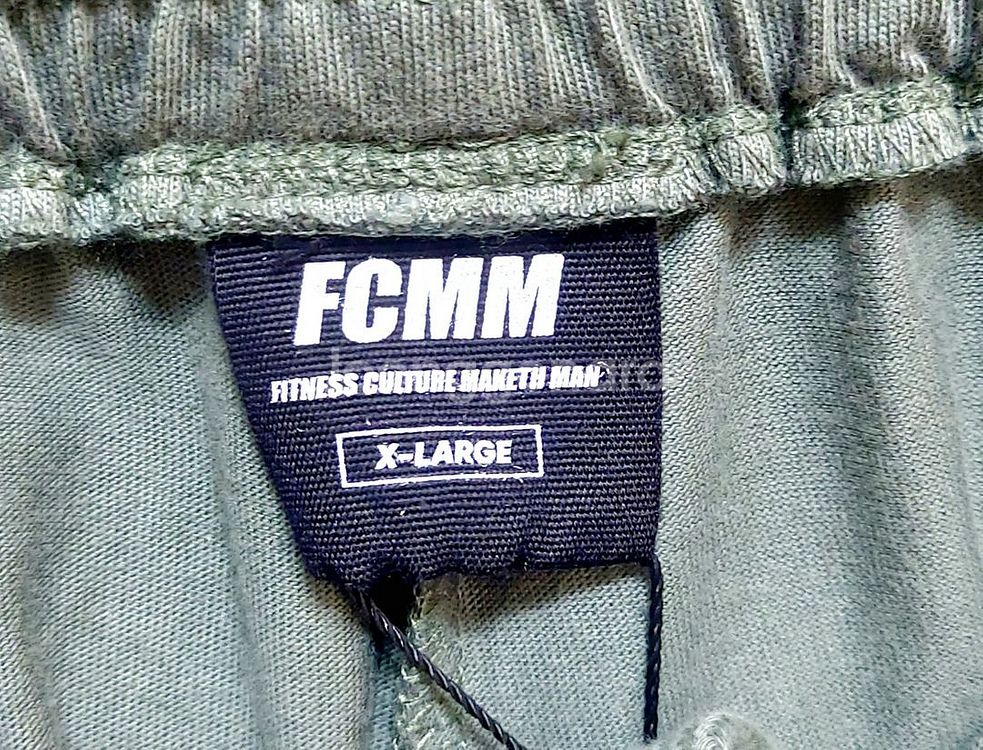 FCMM
FITNESS CULTURE MAKETH MAN
X-LARGE